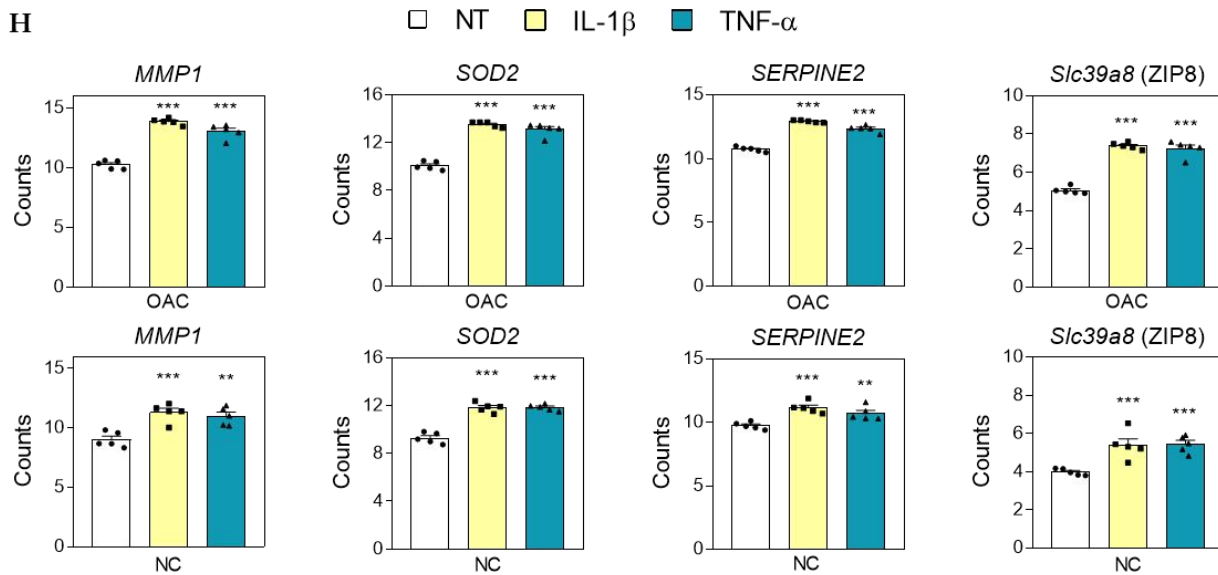 H
NT IL-1β TNF-α
MMP1 SOD2 SERPINE2 Slc39a8 (ZIP8)
*** *** *** *** *** *** *** ***
Counts 15 10 5 0
Counts 16 12 8 4 0
Counts 15 10 5 0
Counts 10 8 6 4 2 0
OAC OAC OAC OAC
MMP1 SOD2 SERPINE2 Slc39a8 (ZIP8)
*** ** *** *** *** ** *** ***
Counts 15 10 5 0
Counts 16 12 8 4 0
Counts 15 10 5 0
Counts 10 8 6 4 2 0
NC NC NC NC